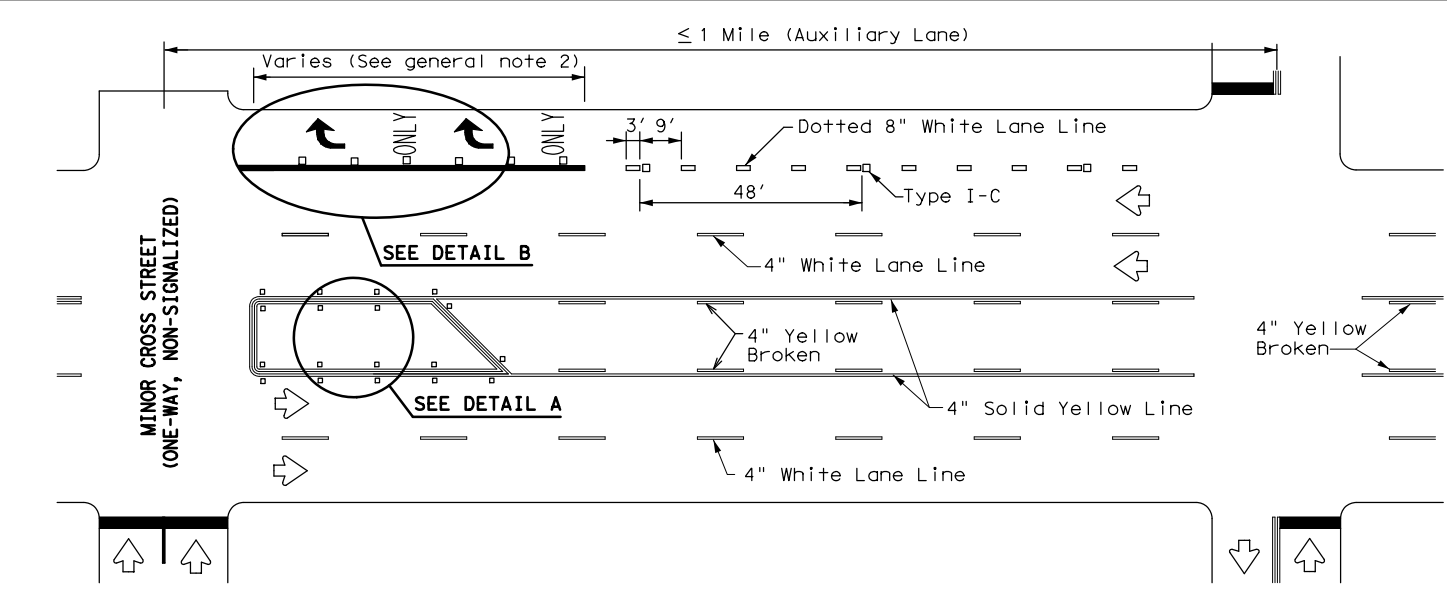 ≤ 1 Mile (Auxiliary Lane)
Varies (See general note 2)
ONLY
ONLY
3' 9'
Dotted 8" White Lane Line
48'
Type I-C
SEE DETAIL B
4" White Lane Line
MINOR CROSS STREET
(ONE-WAY, NON-SIGNALIZED)
4" Yellow
Broken
4" Yellow
Broken
SEE DETAIL A
4" Solid Yellow Line
4" White Lane Line